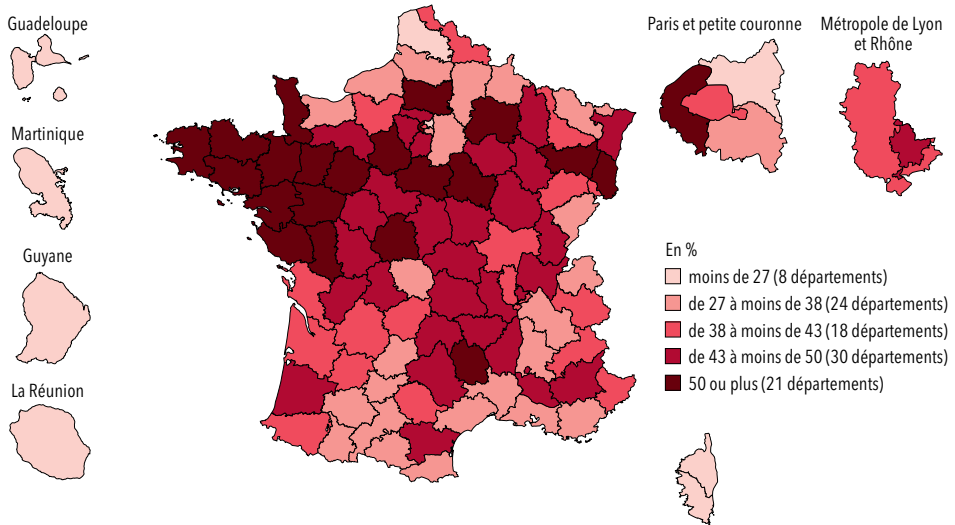 Guadeloupe
Martinique
Guyane
La Réunion
Paris et petite couronne
Métropole de Lyon
et Rhône
En %
moins de 27 (8 départements)
de 27 à moins de 38 (24 départements)
de 38 à moins de 43 (18 départements)
de 43 à moins de 50 (30 départements)
50 ou plus (21 départements)